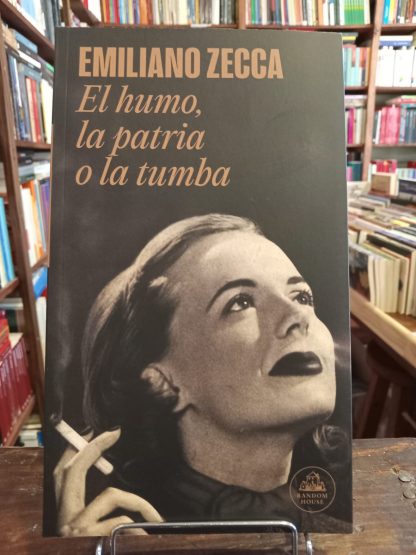 EMILIANO ZECCA
El humo,
la patria
o la tumba
RANDOM
HOUSE